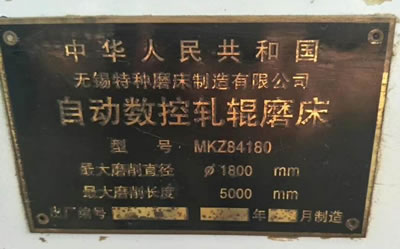 中华人民共和国
无锡特种磨床制造有限公司
自动数控轧辊磨床
型 号 MKZ84180
最大磨削直径 φ1800 mm
最大磨削长度 5000 mm
出厂编号 年 月制造